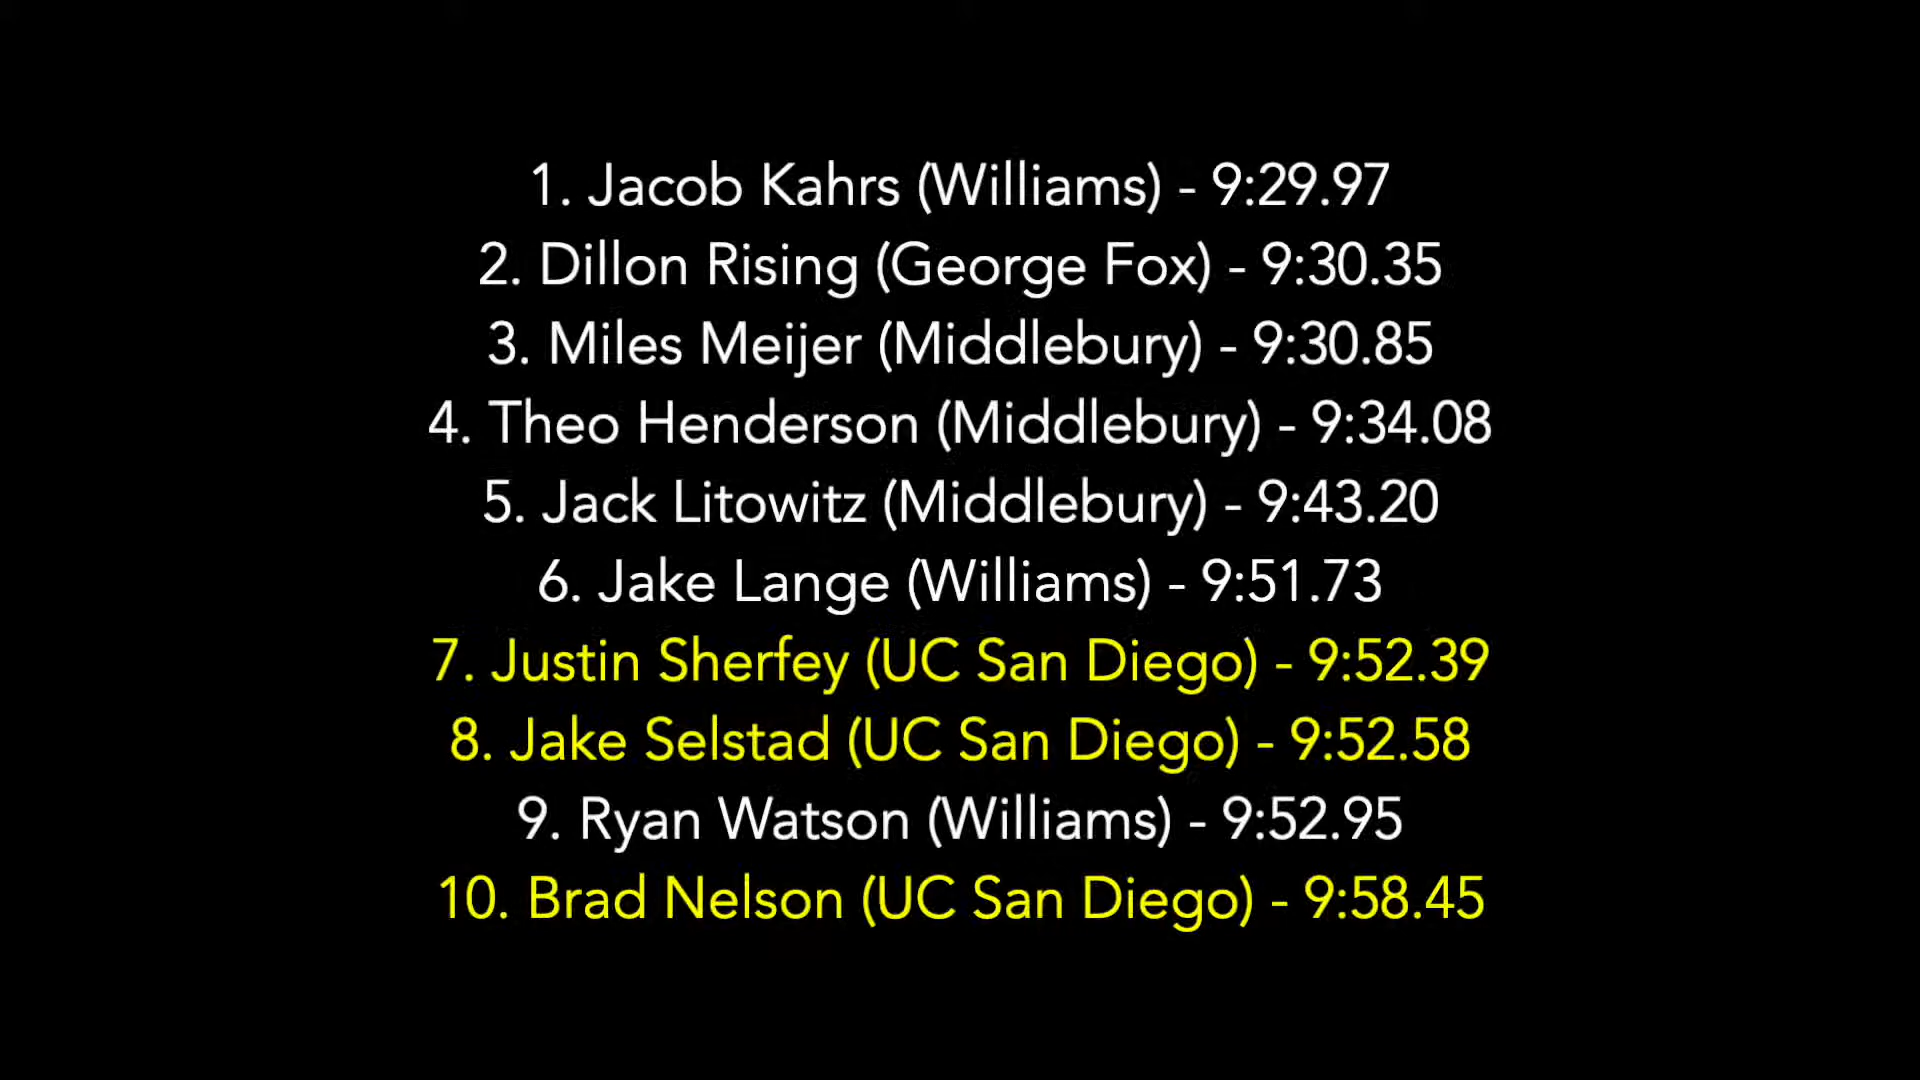 1. Jacob Kahrs (Williams) - 9:29.97
2. Dillon Rising (George Fox) - 9:30.35
3. Miles Meijer (Middlebury) - 9:30.85
4. Theo Henderson (Middlebury) - 9:34.08
5. Jack Litowitz (Middlebury) - 9:43.20
6. Jake Lange (Williams) - 9:51.73
7. Justin Sherfey (UC San Diego) - 9:52.39
8. Jake Selstad (UC San Diego) - 9:52.58
9. Ryan Watson (Williams) - 9:52.95
10. Brad Nelson (UC San Diego) - 9:58.45